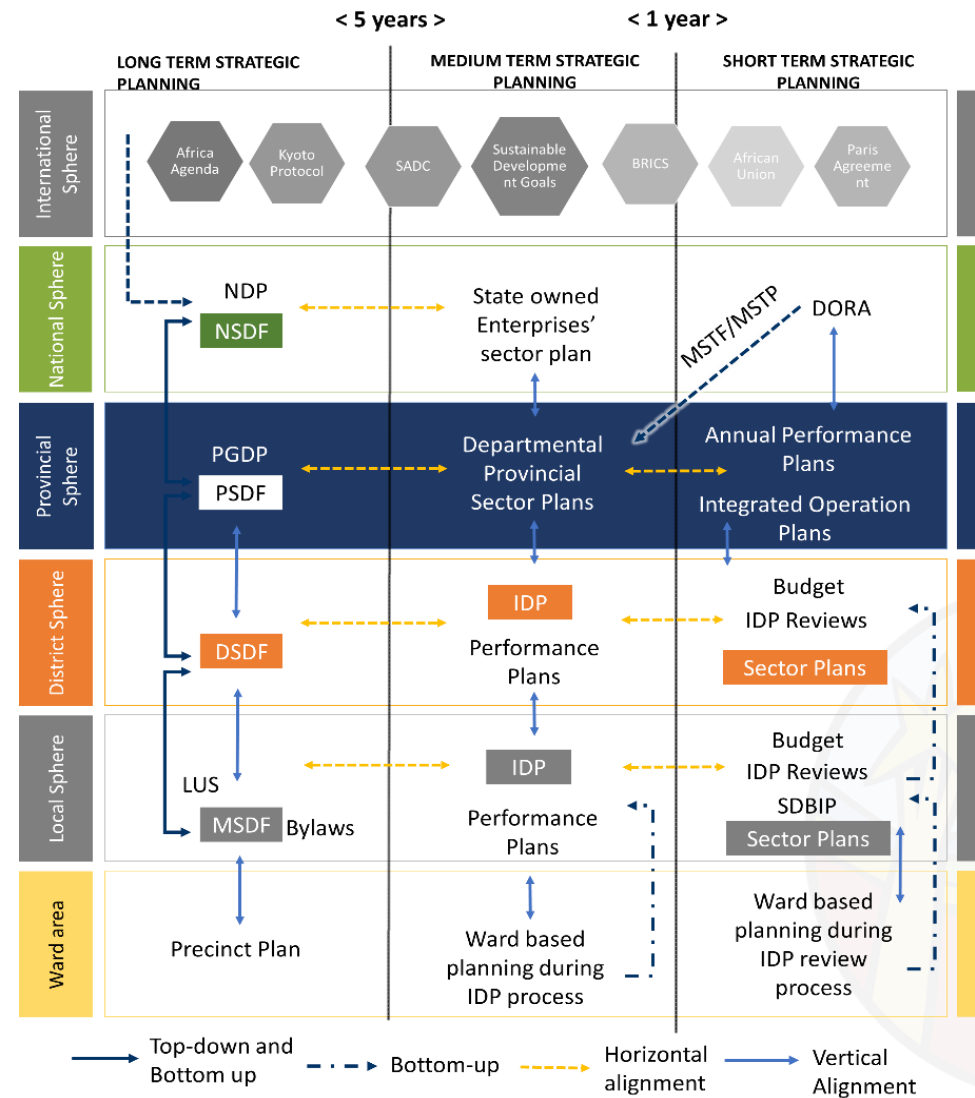 < 5 years >
< 1 year >
LONG TERM STRATEGIC
PLANNING
MEDIUM TERM STRATEGIC
PLANNING
SHORT TERM STRATEGIC
PLANNING
International
Sphere
Africa
Agenda
Kyoto
Protocol
SADC
Sustainable
Developme
nt Goals
BRICS
African
Union
Paris
Agreeme
nt
National Sphere
NDP
NSDF
State owned
Enterprises’
sector plan
MSTF/MSTP
DORA
Provincial
Sphere
PGDP
PSDF
Departmental
Provincial
Sector Plans
Annual Performance
Plans
Integrated Operation
Plans
District Sphere
DSDF
IDP
Performance
Plans
Budget
IDP Reviews
Sector Plans
Local Sphere
LUS
MSDF
Bylaws
IDP
Performance
Plans
Budget
IDP Reviews
SDBIP
Sector Plans
Ward area
Precinct Plan
Ward based
planning during
IDP process
Ward based
planning during
IDP review
process
Top-down and
Bottom up
Bottom-up
Horizontal
alignment
Vertical
Alignment